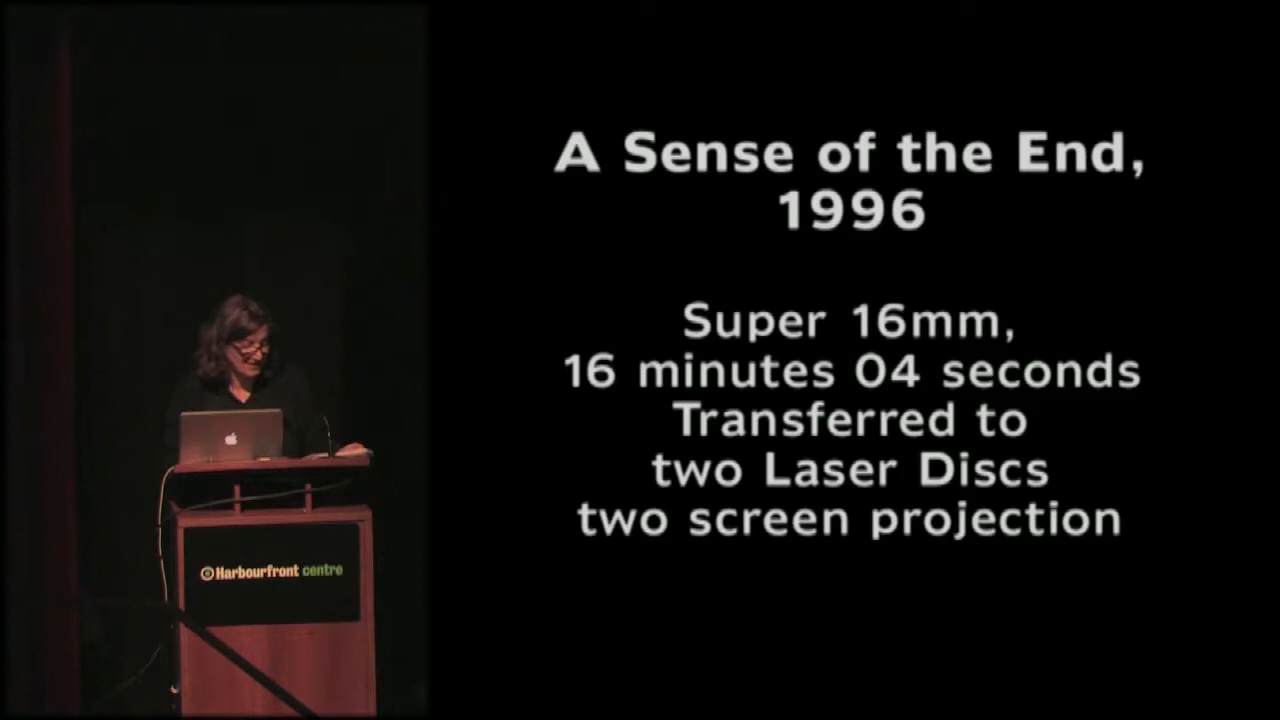 A Sense of the End,
1996
Super 16mm,
16 minutes 04 seconds
Transferred to
two Laser Discs
two screen projection
Harbourfront centre